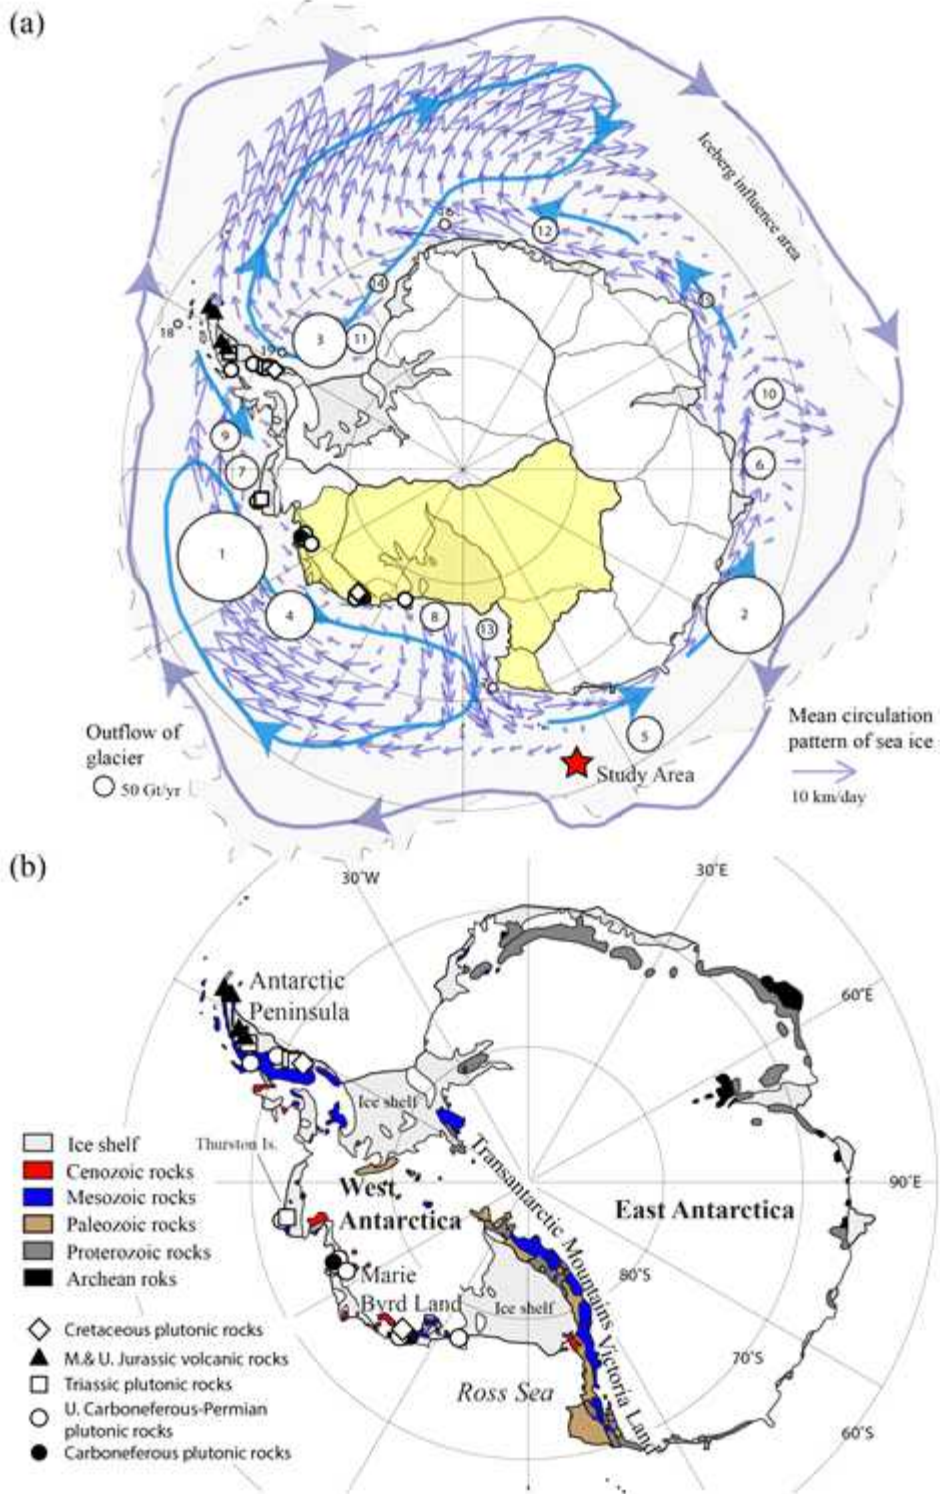 (a)
Iceberg influence area
16
12
14
15
18
19
3
11
10
9
7
6
1
4
8
13
2
5
Outflow of
glacier
50 Gt/yr
Study Area
Mean circulation
pattern of sea ice
10 km/day
(b)
30°W
30°E
Antarctic
Peninsula
60°E
Ice shelf
Thurston Is.
Ice shelf
Cenozoic rocks
Mesozoic rocks
Paleozoic rocks
Proterozoic rocks
Archean roks
West
Antarctica
Transantarctic Mountains Victoria Land
East Antarctica
90°E
80°S
Marie
Byrd Land
Ice shelf
Ross Sea
70°S
60°S
Cretaceous plutonic rocks
M.& U. Jurassic volcanic rocks
Triassic plutonic rocks
U. Carboneferous-Permian
plutonic rocks
Carboneferous plutonic rocks